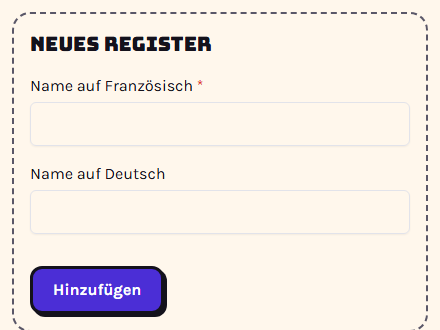 NEUES REGISTER
Name auf Französisch *
Name auf Deutsch
Hinzufügen